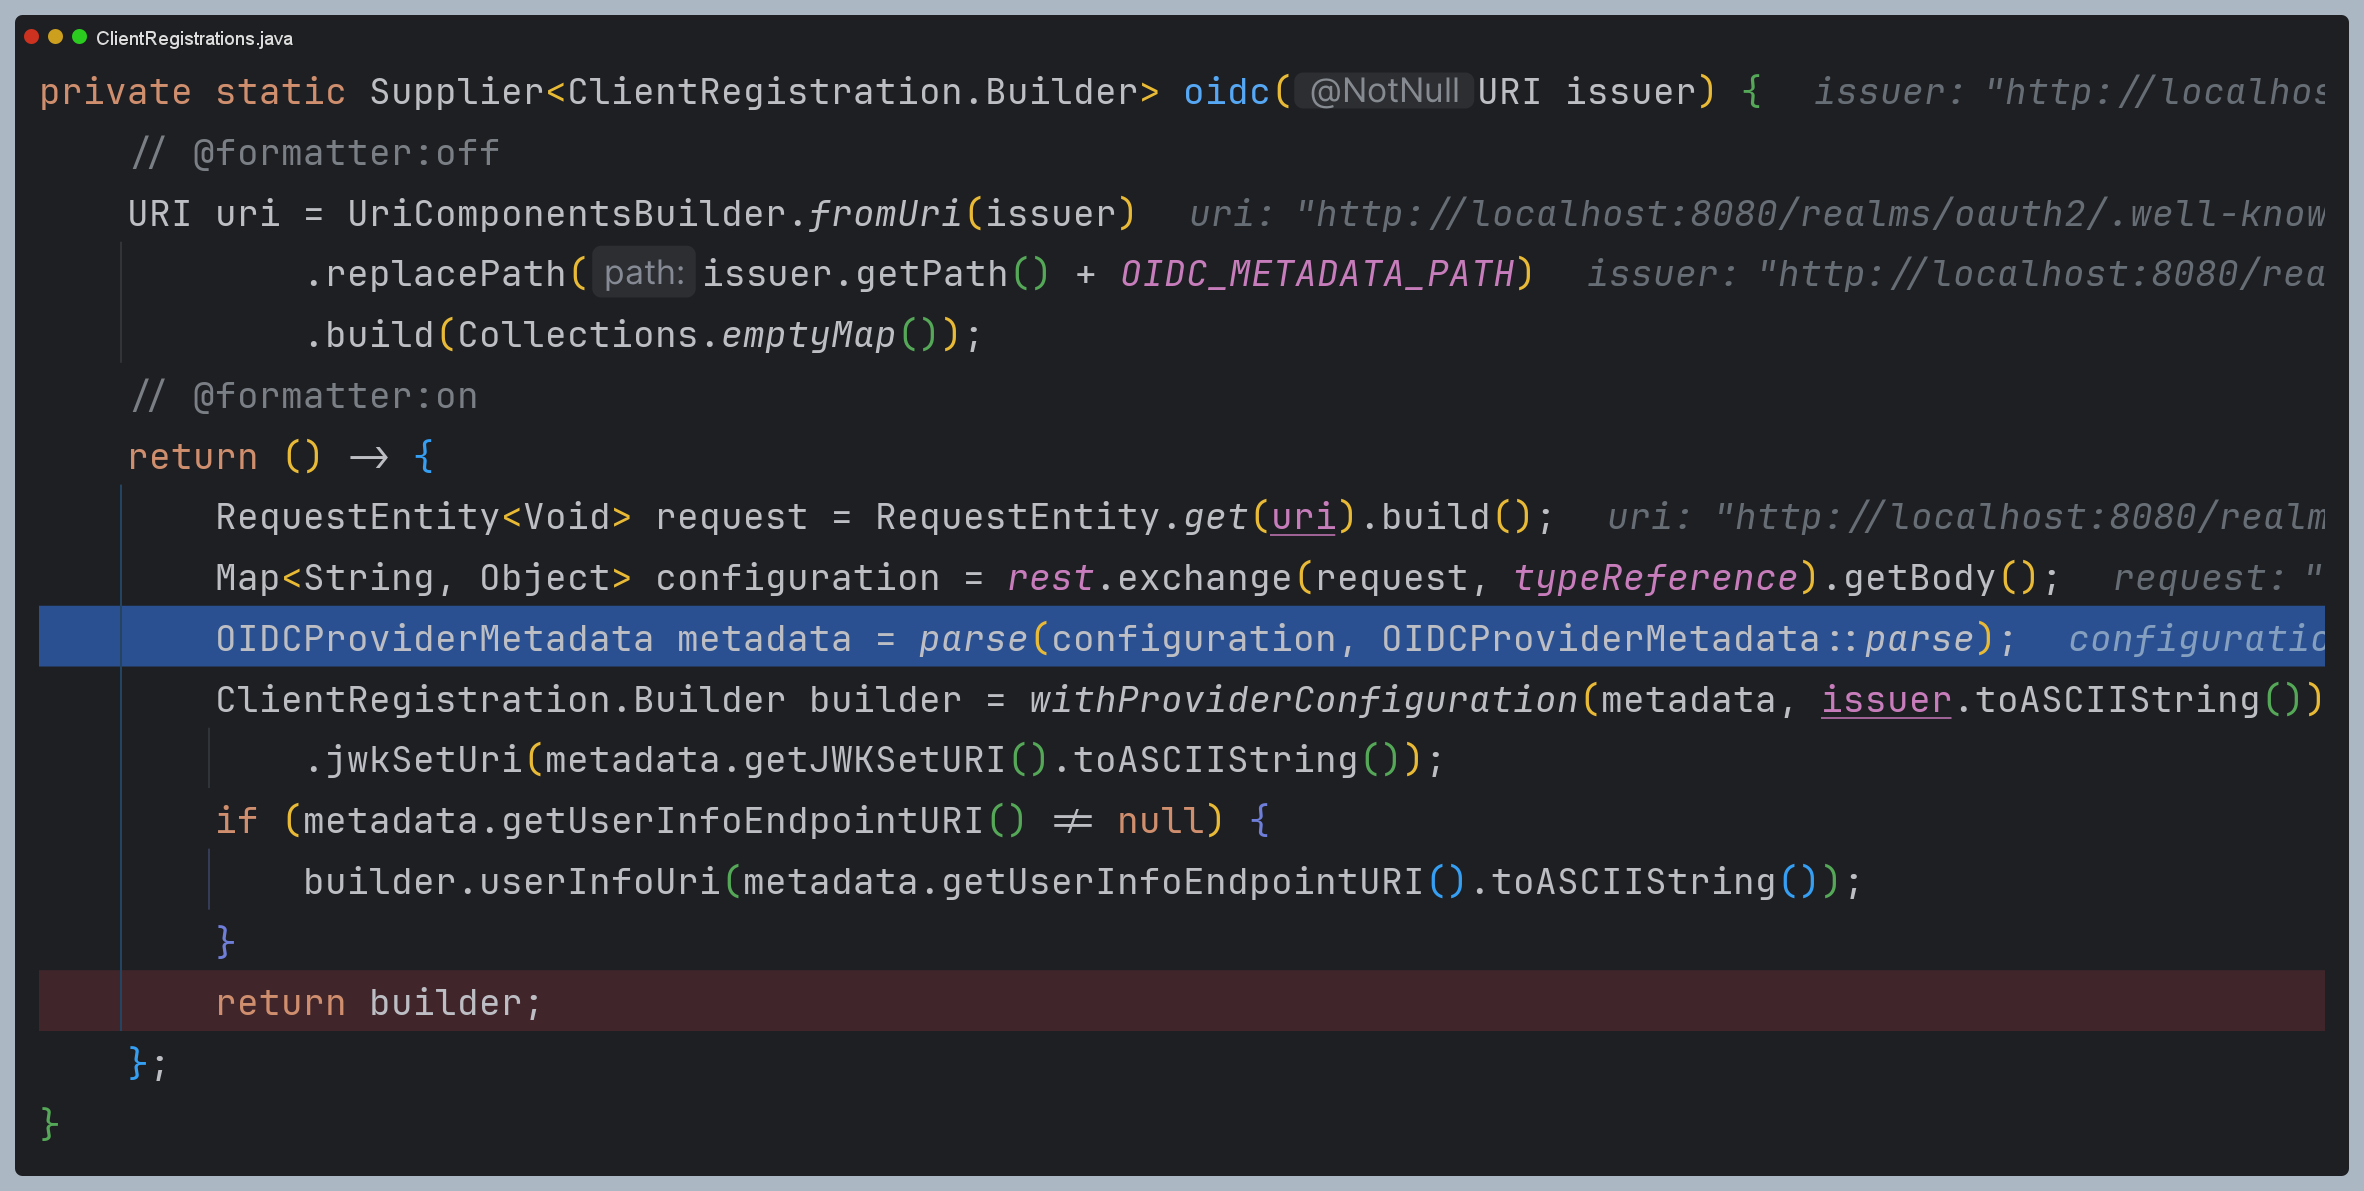 ClientRegistrations.java
private static Supplier<ClientRegistration.Builder> oidc( @NotNull URI issuer) {   issuer: "http://localhos
// @formatter:off
URI uri = UriComponentsBuilder.fromUri(issuer)   uri: "http://localhost:8080/realms/oauth2/.well-know
.replacePath( path: issuer.getPath() + OIDC_METADATA_PATH)   issuer: "http://localhost:8080/rea
.build(Collections.emptyMap());
// @formatter:on
return () -> {
RequestEntity<Void> request = RequestEntity.get(uri).build();   uri: "http://localhost:8080/realm
Map<String, Object> configuration = rest.exchange(request, typeReference).getBody();   request: "
OIDCProviderMetadata metadata = parse(configuration, OIDCProviderMetadata::parse);   configuratio
ClientRegistration.Builder builder = withProviderConfiguration(metadata, issuer.toASCIIString())
.jwkSetUri(metadata.getJWKSetURI().toASCIIString());
if (metadata.getUserInfoEndpointURI() != null) {
builder.userInfoUri(metadata.getUserInfoEndpointURI().toASCIIString());
}
return builder;
};
}